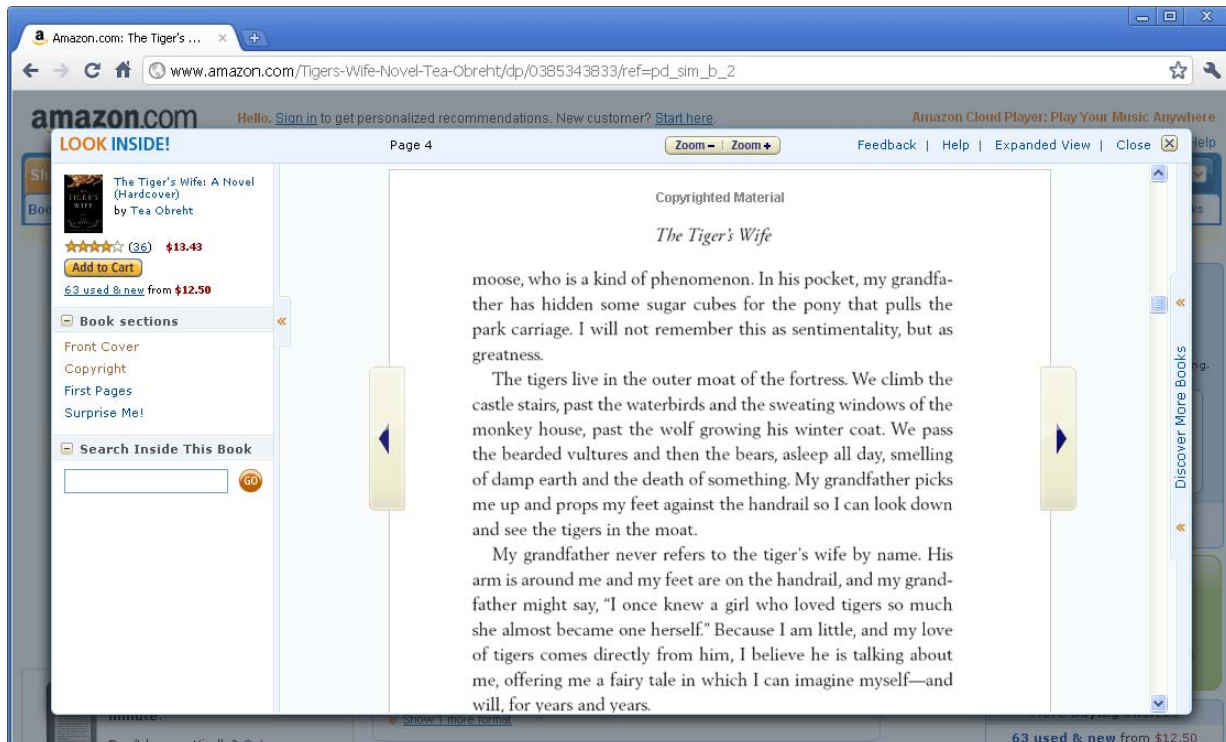 Amazon.com: The Tiger's ...
www.amazon.com/Tigers-Wife-Novel-Tea-Obreht/dp/0385343833/ref=pd_sim_b_2
amazon.com
Hello. Sign in to get personalized recommendations. New customer? Start here.
Amazon Cloud Player: Play Your Music Anywhere
Help
LOOK INSIDE!
Page 4
Zoom - | Zoom +
Feedback | Help | Expanded View | Close
The Tiger's Wife: A Novel
(Hardcover)
by Tea Obreht
(36) $13.43
Add to Cart
63 used & new from $12.50
Book sections
Front Cover
Copyright
First Pages
Surprise Me!
Search Inside This Book
GO
Copyrighted Material
The Tiger's Wife
moose, who is a kind of phenomenon. In his pocket, my grandfa-
ther has hidden some sugar cubes for the pony that pulls the
park carriage. I will not remember this as sentimentality, but as
greatness.
The tigers live in the outer moat of the fortress. We climb the
castle stairs, past the waterbirds and the sweating windows of the
monkey house, past the wolf growing his winter coat. We pass
the bearded vultures and then the bears, asleep all day, smelling
of damp earth and the death of something. My grandfather picks
me up and props my feet against the handrail so I can look down
and see the tigers in the moat.
My grandfather never refers to the tiger's wife by name. His
arm is around me and my feet are on the handrail, and my grand-
father might say, “I once knew a girl who loved tigers so much
she almost became one herself.” Because I am little, and my love
of tigers comes directly from him, I believe he is talking about
me, offering me a fairy tale in which I can imagine myself—and
will, for years and years.
Discover More Books
Show 1 more format
63 used & new from $12.50